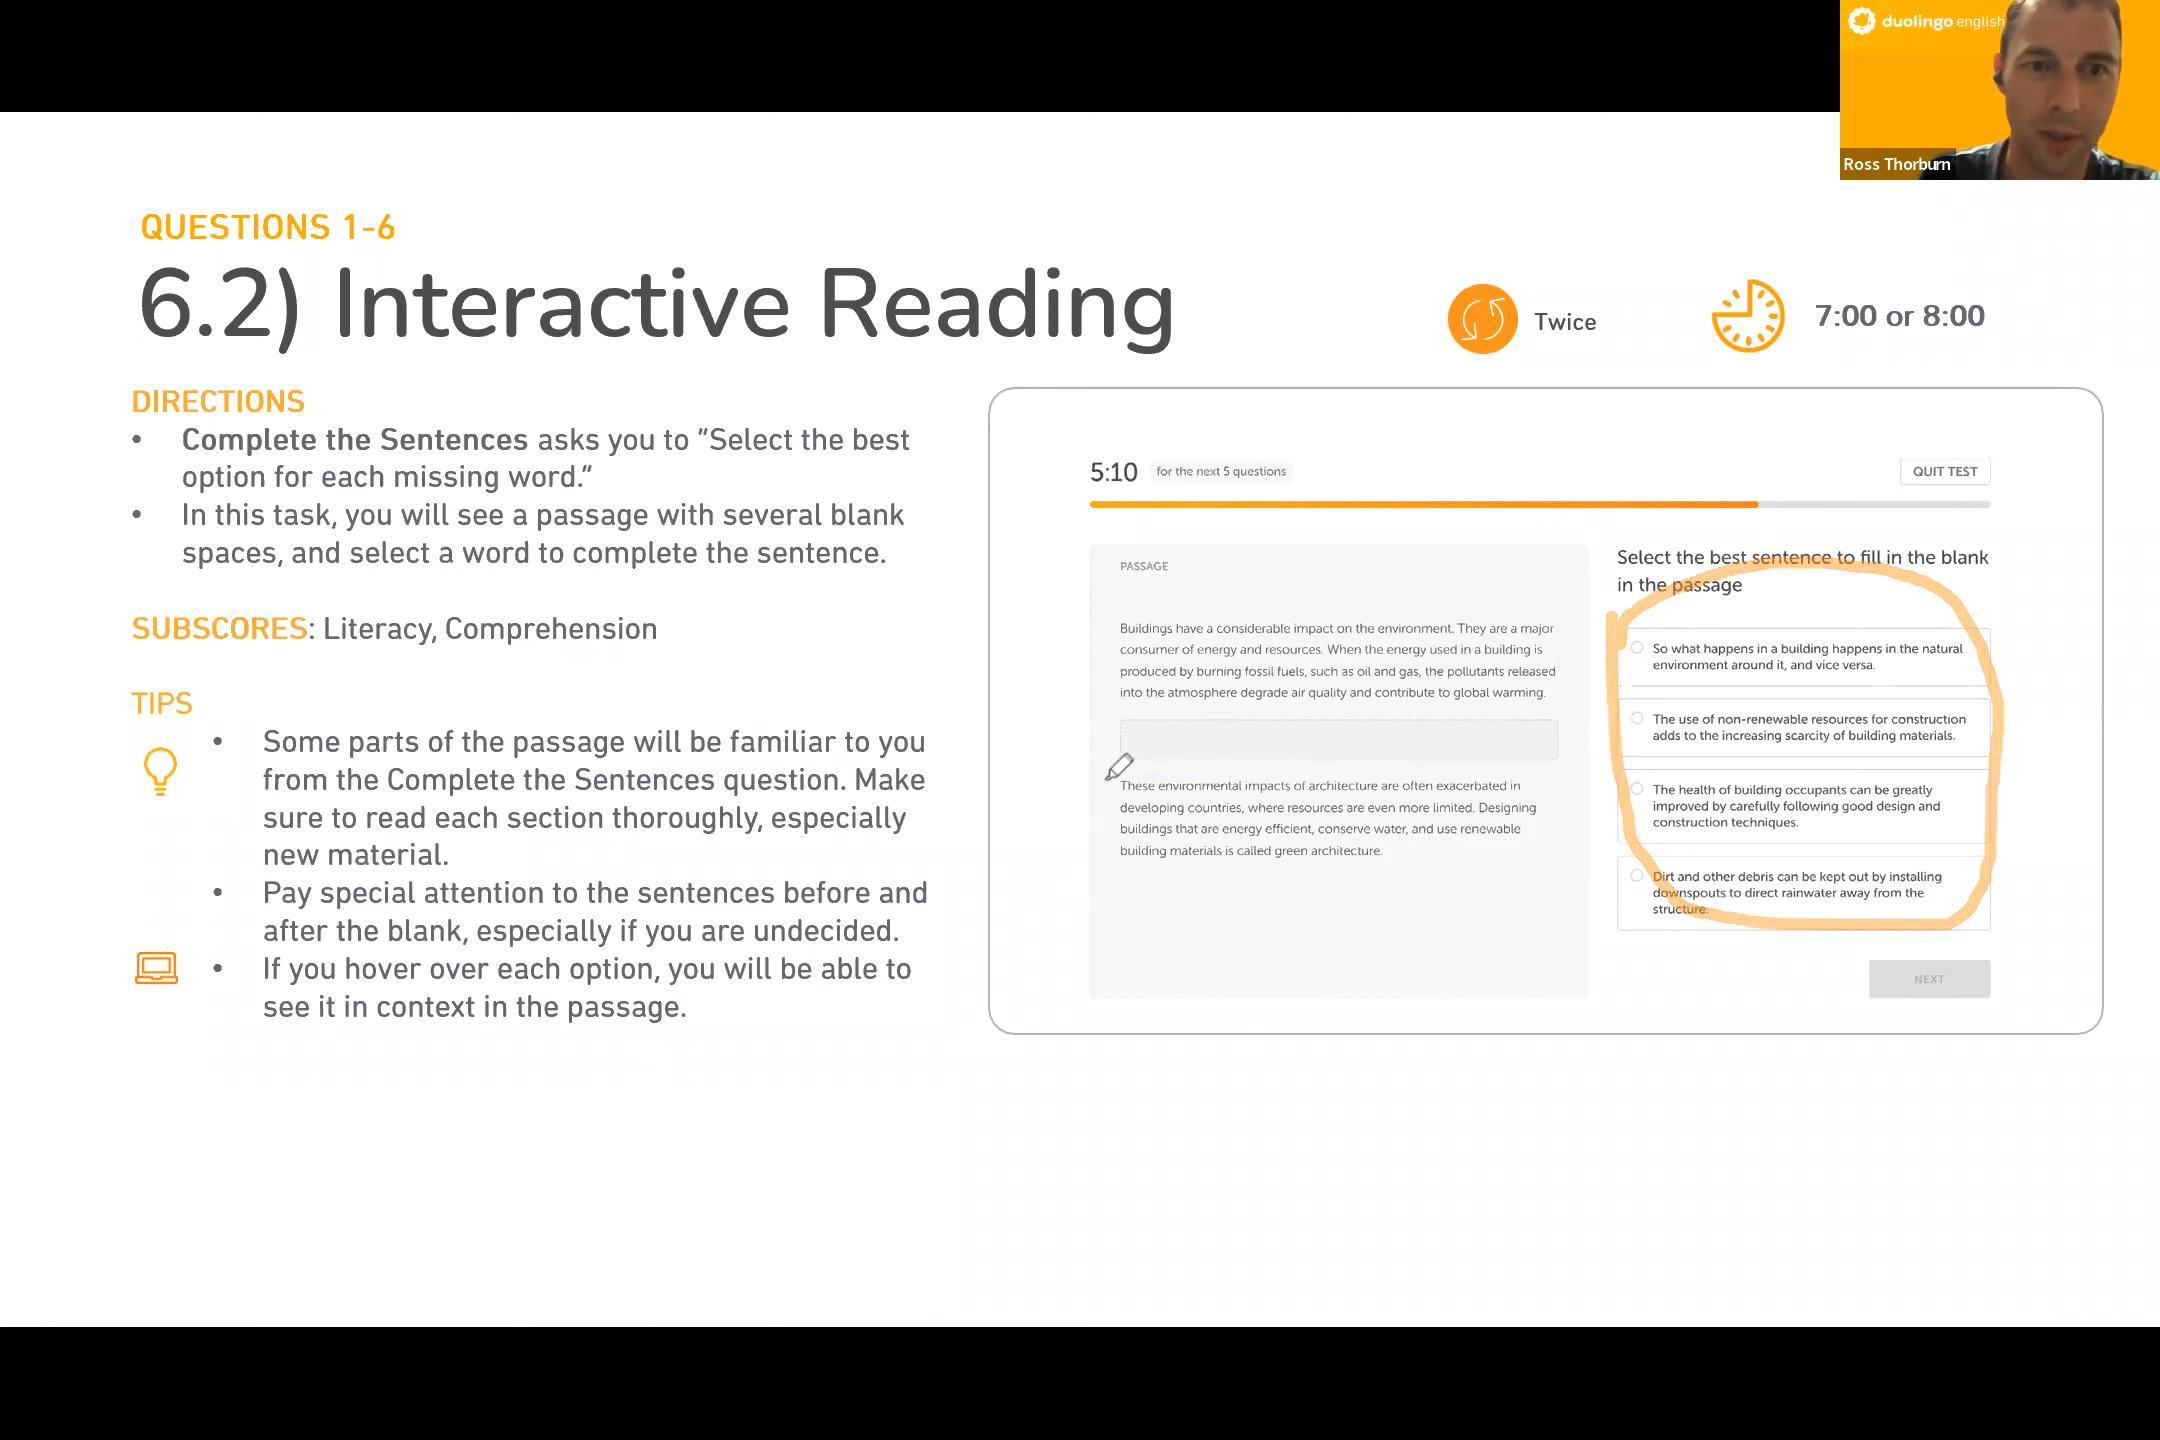 duolingo english
Ross Thorburn
QUESTIONS 1-6
6.2) Interactive Reading
Twice
7:00 or 8:00
DIRECTIONS
• Complete the Sentences asks you to “Select the best
option for each missing word.”
• In this task, you will see a passage with several blank
spaces, and select a word to complete the sentence.
SUBSCORES: Literacy, Comprehension
TIPS
• Some parts of the passage will be familiar to you
from the Complete the Sentences question. Make
sure to read each section thoroughly, especially
new material.
• Pay special attention to the sentences before and
after the blank, especially if you are undecided.
• If you hover over each option, you will be able to
see it in context in the passage.
5:10 for the next 5 questions
QUIT TEST
PASSAGE
Buildings have a considerable impact on the environment. They are a major
consumer of energy and resources. When the energy used in a building is
produced by burning fossil fuels, such as oil and gas, the pollutants released
into the atmosphere degrade air quality and contribute to global warming.
These environmental impacts of architecture are often exacerbated in
developing countries, where resources are even more limited. Designing
buildings that are energy efficient, conserve water, and use renewable
building materials is called green architecture.
Select the best sentence to fill in the blank
in the passage
So what happens in a building happens in the natural
environment around it, and vice versa.
The use of non-renewable resources for construction
adds to the increasing scarcity of building materials.
The health of building occupants can be greatly
improved by carefully following good design and
construction techniques.
Dirt and other debris can be kept out by installing
downspouts to direct rainwater away from the
structure.
NEXT